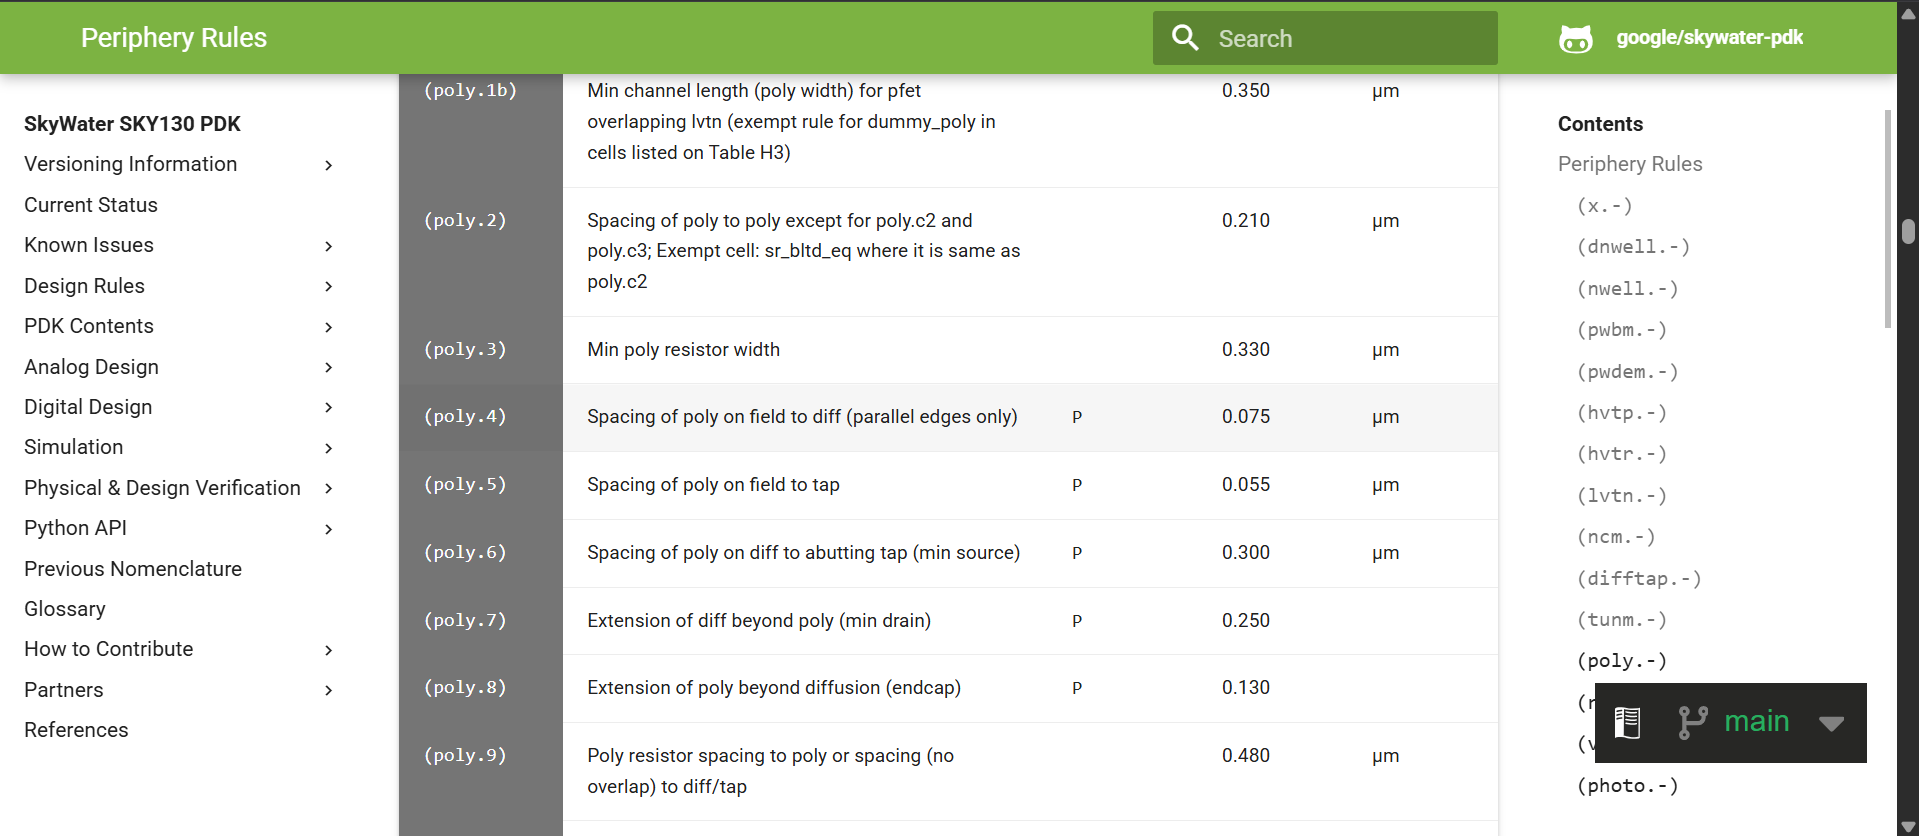 Periphery Rules
Search
google/skywater-pdk
SkyWater SKY130 PDK
Versioning Information
Current Status
Known Issues
Design Rules
PDK Contents
Analog Design
Digital Design
Simulation
Physical & Design Verification
Python API
Previous Nomenclature
Glossary
How to Contribute
Partners
References
(poly.1b) Min channel length (poly width) for pfet 0.350 µm
overlapping lvtn (exempt rule for dummy_poly in
cells listed on Table H3)
(poly.2) Spacing of poly to poly except for poly.c2 and 0.210 µm
poly.c3; Exempt cell: sr_bltd_eq where it is same as
poly.c2
(poly.3) Min poly resistor width 0.330 µm
(poly.4) Spacing of poly on field to diff (parallel edges only) P 0.075 µm
(poly.5) Spacing of poly on field to tap P 0.055 µm
(poly.6) Spacing of poly on diff to abutting tap (min source) P 0.300 µm
(poly.7) Extension of diff beyond poly (min drain) P 0.250
(poly.8) Extension of poly beyond diffusion (endcap) P 0.130
(poly.9) Poly resistor spacing to poly or spacing (no 0.480 µm
overlap) to diff/tap
Contents
Periphery Rules
(x.-)
(dnwell.-)
(nwell.-)
(pwbm.-)
(pwdem.-)
(hvtp.-)
(hvtr.-)
(lvtn.-)
(ncm.-)
(difftap.-)
(tunm.-)
(poly.-)
main
(photo.-)